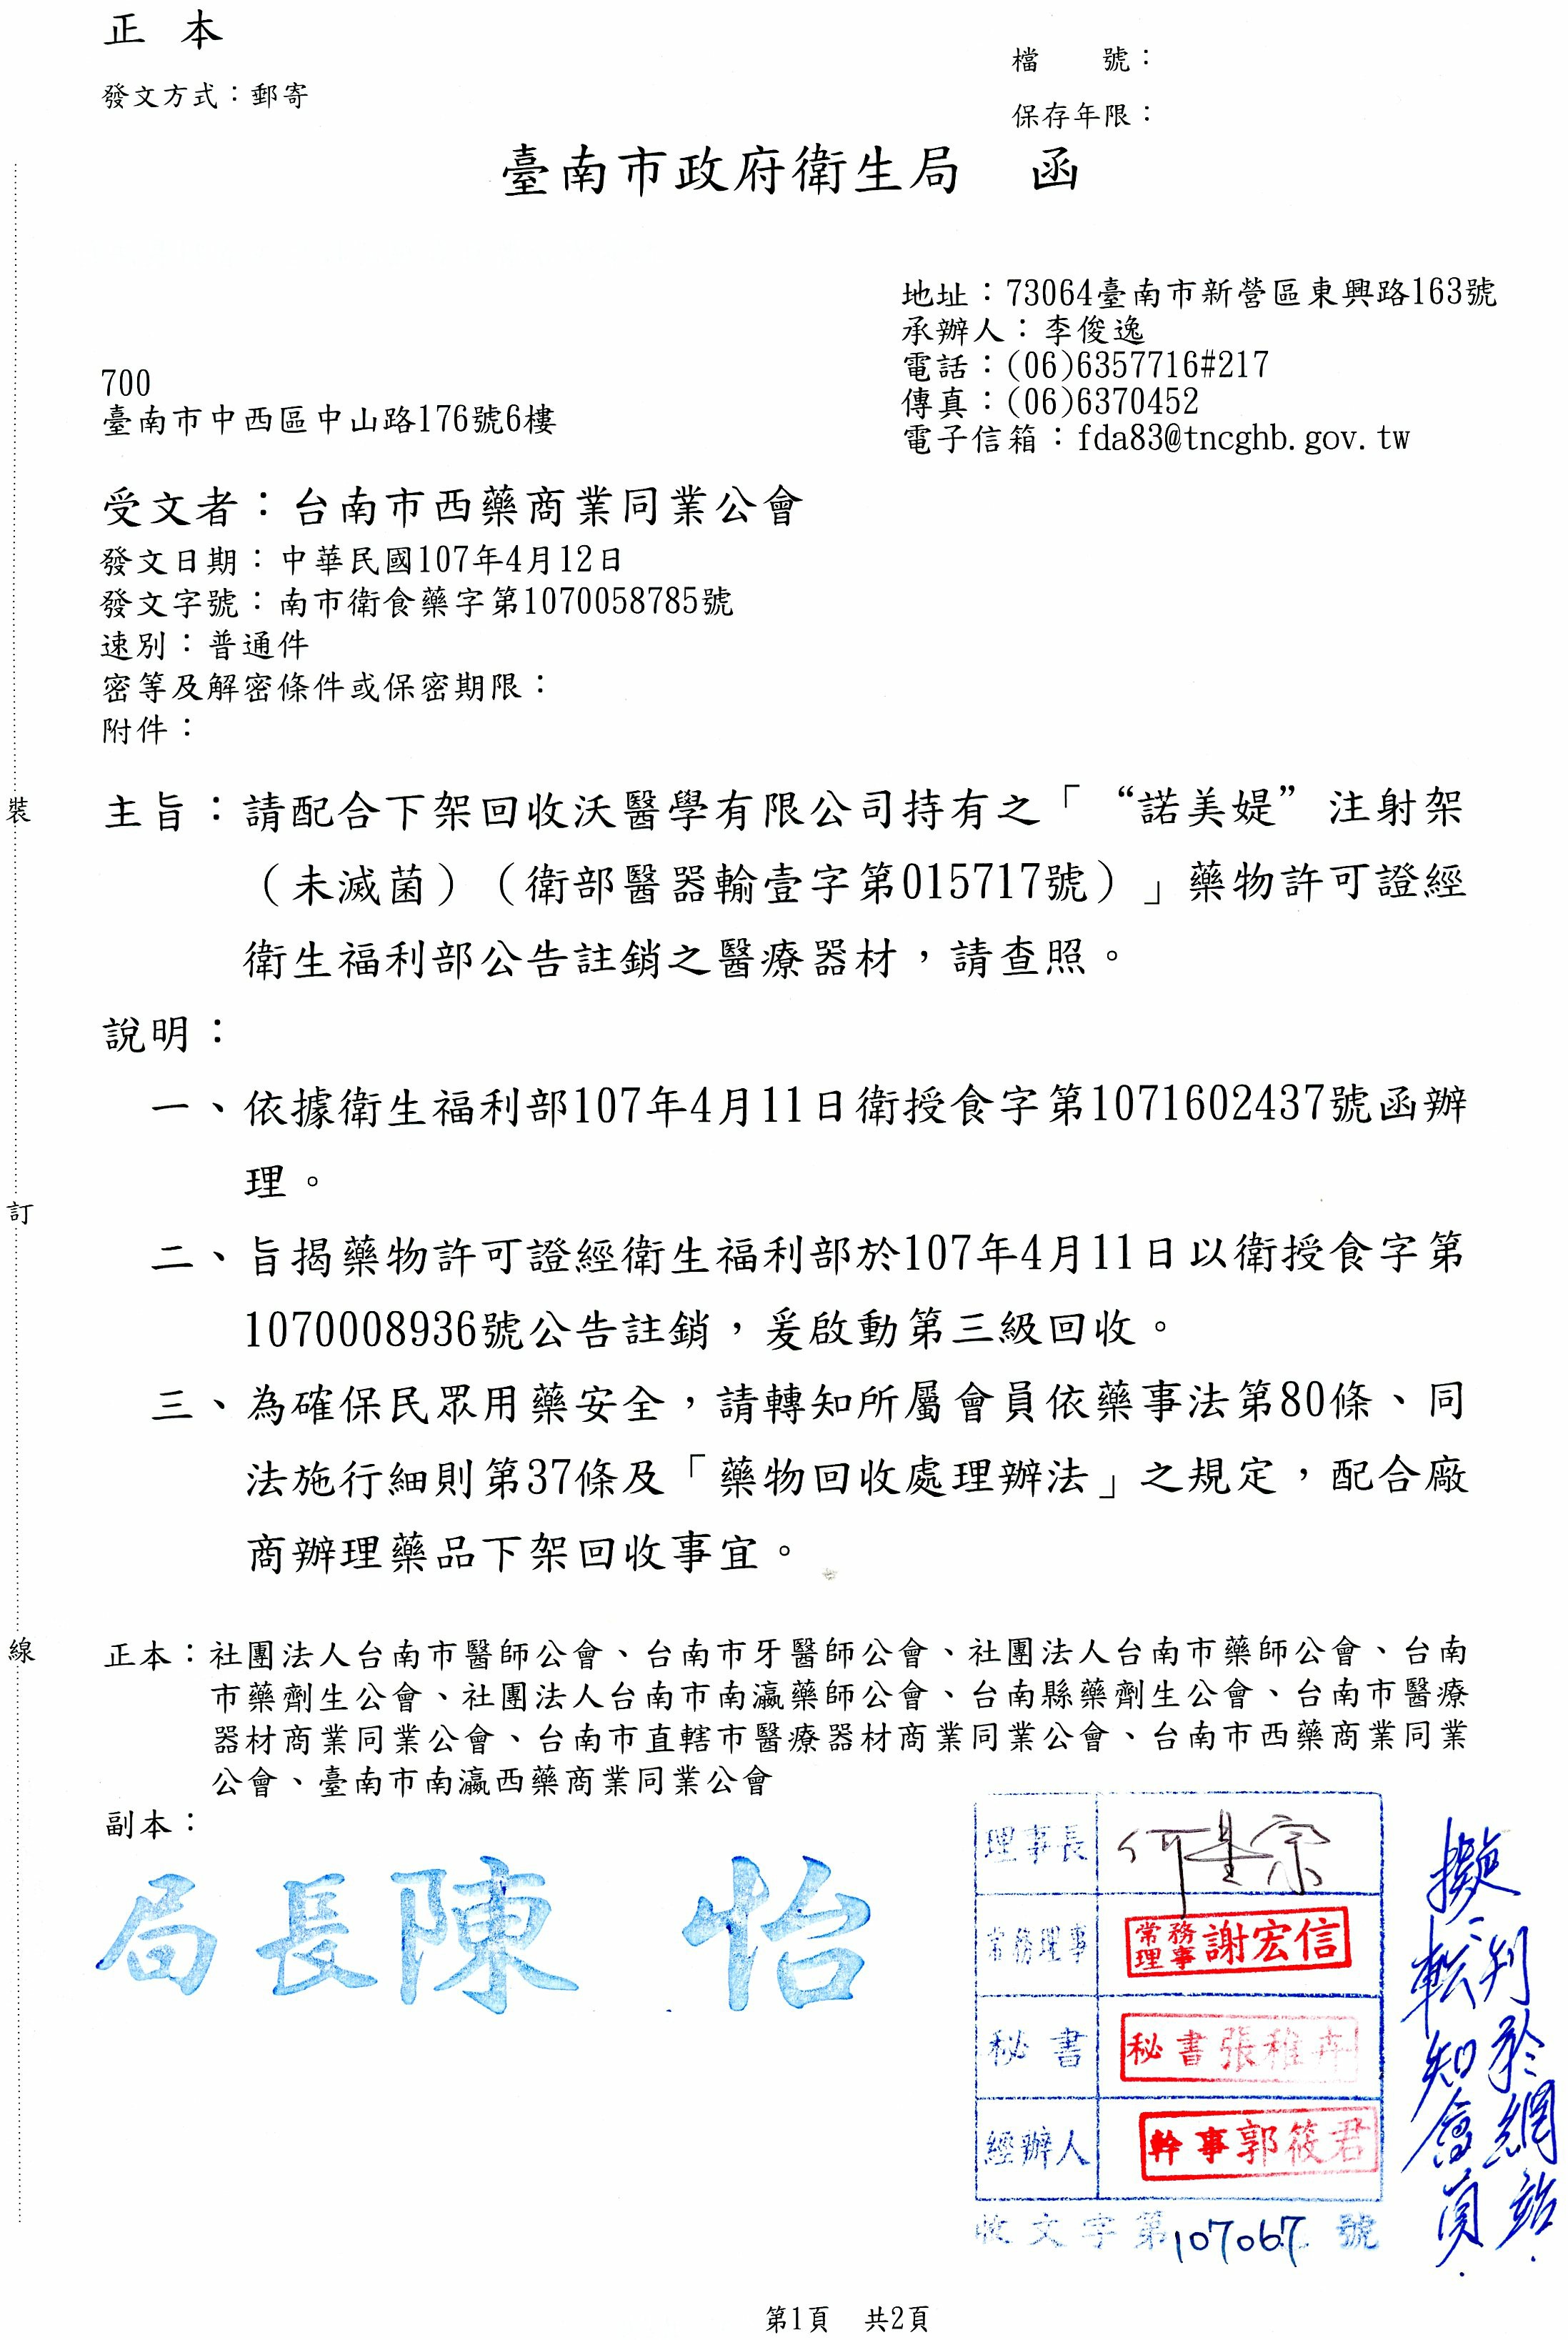 正 本
發文方式：郵寄
檔　　號：
保存年限：
臺南市政府衛生局　函
地址：73064臺南市新營區東興路163號
承辦人：李俊逸
電話：(06)6357716#217
傳真：(06)6370452
電子信箱：fda83@tncghb.gov.tw
700
臺南市中西區中山路176號6樓
受文者：台南市西藥商業同業公會
發文日期：中華民國107年4月12日
發文字號：南市衛食藥字第1070058785號
速別：普通件
密等及解密條件或保密期限：
附件：
主旨：請配合下架回收沃醫學有限公司持有之「“諾美媞”注射架
（未滅菌）（衛部醫器輸壹字第015717號）」藥物許可證經
衛生福利部公告註銷之醫療器材，請查照。
說明：
一、依據衛生福利部107年4月11日衛授食字第1071602437號函辦
理。
二、旨揭藥物許可證經衛生福利部於107年4月11日以衛授食字第
1070008936號公告註銷，爰啟動第三級回收。
三、為確保民眾用藥安全，請轉知所屬會員依藥事法第80條、同
法施行細則第37條及「藥物回收處理辦法」之規定，配合廠
商辦理藥品下架回收事宜。
正本：社團法人台南市醫師公會、台南市牙醫師公會、社團法人台南市藥師公會、台南
市藥劑生公會、社團法人台南市南瀛藥師公會、台南縣藥劑生公會、台南市醫療
器材商業同業公會、台南市直轄市醫療器材商業同業公會、台南市西藥商業同業
公會、臺南市南瀛西藥商業同業公會
副本：
局長陳　怡
理事長 何基宗
常務理事 常務理事謝宏信
秘書 秘書張稚卉
經辦人 幹事郭筱君
收文字第107067號
擬刊於網站
轉知會員
裝
訂
線
第1頁　共2頁